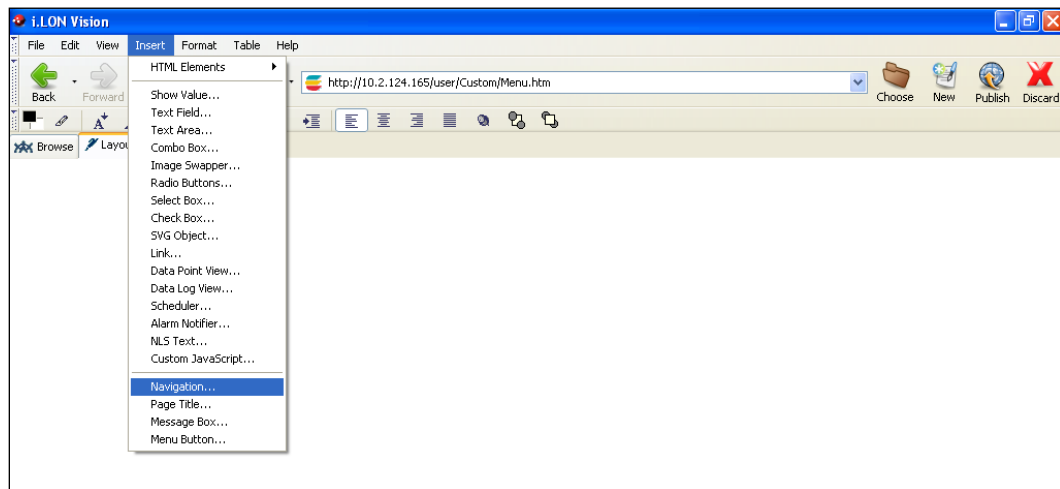 i.LON Vision
File Edit View Insert Format Table Help
Back Forward http://10.2.124.165/user/Custom/Menu.htm Choose New Publish Discard
Browse
HTML Elements
Show Value...
Text Field...
Text Area...
Combo Box...
Image Swapper...
Radio Buttons...
Select Box...
Check Box...
SVG Object...
Link...
Data Point View...
Data Log View...
Scheduler...
Alarm Notifier...
NLS Text...
Custom JavaScript...
Navigation...
Page Title...
Message Box...
Menu Button...